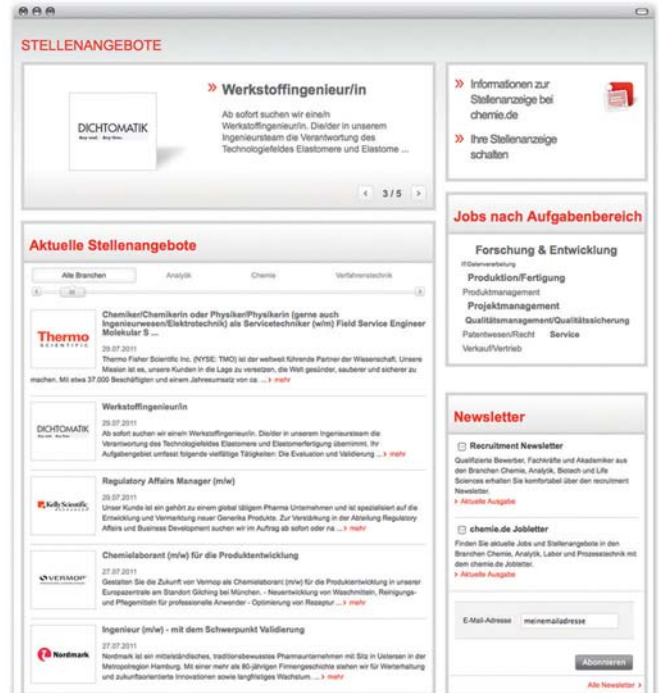 STELLENANGEBOTE
DICHTOMATIK
Buy well. Buy Dicto.
» Werkstoffingenieur/in
Ab sofort suchen wir eine/n
Werkstoffingenieur/in. Die/der in unserem
Ingenieursteam die Verantwortung des
Technologiefeldes Elastomere und Elastome ...
‹ 3 / 5 ›
» Informationen zur
Stellenanzeige bei
chemie.de
» Ihre Stellenanzeige
schalten
Aktuelle Stellenangebote
Alle Branchen Analytik Chemie Verfahrenstechnik
Thermo
SCIENTIFIC
Chemiker/Chemikerin oder Physiker/Physikerin (gerne auch
Ingenieurwesen/Elektrotechnik) als Servicetechniker (w/m) Field Service Engineer
Molekular S ...
29.07.2011
Thermo Fisher Scientific Inc. (NYSE: TMO) ist der weltweit führende Partner der Wissenschaft. Unsere
Mission ist es, unsere Kunden in die Lage zu versetzen, die Welt gesünder, sauberer und sicherer zu
machen. Mit etwa 37.000 Beschäftigten und einem Jahresumsatz von ca. ... › mehr
DICHTOMATIK
Werkstoffingenieur/in
29.07.2011
Ab sofort suchen wir eine/n Werkstoffingenieur/in. Die/der in unserem Ingenieursteam die
Verantwortung des Technologiefeldes Elastomere und Elastomerfertigung übernimmt. Ihr
Aufgabengebiet umfasst folgende vielfältige Tätigkeiten: Die Evaluation und Validierung ... › mehr
Kelly Scientific
RESOURCES
Regulatory Affairs Manager (m/w)
29.07.2011
Unser Kunde ist ein gehört zu einem global tätigem Pharma Unternehmen und ist spezialisiert auf die
Entwicklung und Vermarktung neuer Generika Produkte. Zur Verstärkung in der Abteilung Regulatory
Affairs und Business Development suchen wir im Auftrag ab sofort oder na ... › mehr
VERMOP
Chemielaborant (m/w) für die Produktentwicklung
27.07.2011
Gestalten Sie die Zukunft von Vermop als Chemielaborant (m/w) für die Produktentwicklung in unserer
Europazentrale am Standort Gilching bei München. - Neuentwicklung von Waschmitteln, Reinigungs-
und Pflegemitteln für professionelle Anwender - Optimierung von Rezeptur ... › mehr
Nordmark
Ingenieur (m/w) - mit dem Schwerpunkt Validierung
27.07.2011
Nordmark ist ein mittelständisches, traditionsbewusstes Pharmaunternehmen mit Sitz in Uetersen in der
Metropolregion Hamburg. Mit einer mehr als 80-jährigen Firmengeschichte stehen wir für Werterhaltung
und zukunftsorientierte Innovationen sowie langfristiges Wachstum. ... › mehr
Jobs nach Aufgabenbereich
Forschung & Entwicklung
IT/Datenverarbeitung
Produktion/Fertigung
Produktmanagement
Projektmanagement
Qualitätsmanagement/Qualitätssicherung
Patentwesen/Recht Service
Verkauf/Vertrieb
Newsletter
Recruitment Newsletter
Qualifizierte Bewerber, Fachkräfte und Akademiker aus
den Branchen Chemie, Analytik, Biotech und Life
Sciences erhalten Sie komfortabel über den recruitment
Newsletter.
› Aktuelle Ausgabe
chemie.de Jobletter
Finden Sie aktuelle Jobs und Stellenangebote in den
Branchen Chemie, Analytik, Labor und Prozesstechnik mit
dem chemie.de Jobletter.
› Aktuelle Ausgabe
E-Mail-Adresse meinemailadresse
Abonnieren
Alle Newsletter ›